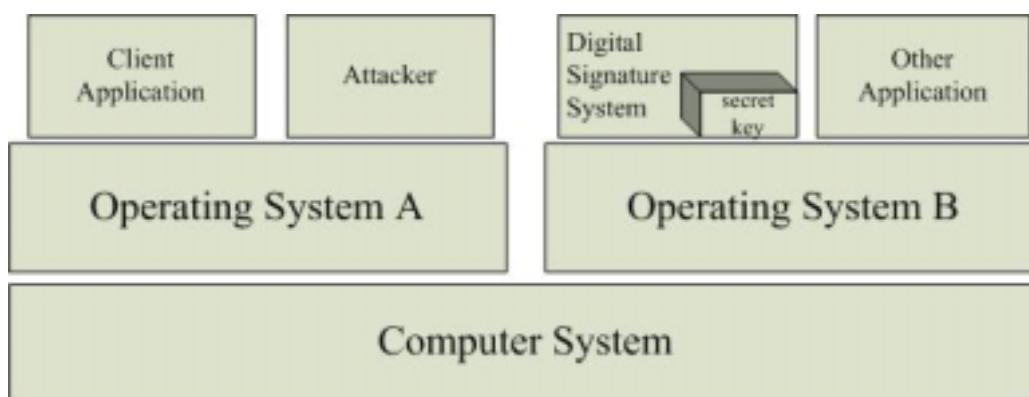 Client
Application
Attacker
Digital
Signature
System
secret
key
Other
Application
Operating System A
Operating System B
Computer System